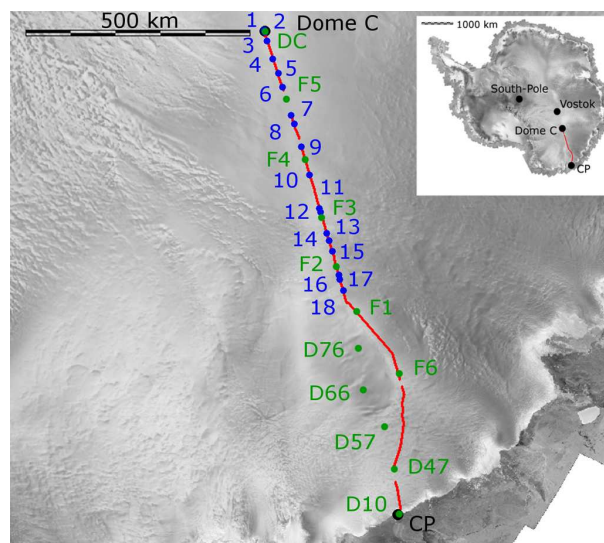 500 km
1 2 Dome C
3 DC
4 5
6 F5
7
8
9
F4
10
11
12 F3
13
14
15
F2
16 17
18
F1
D76
F6
D66
D57
D47
D10
CP
1000 km
South-Pole
Vostok
Dome C
CP